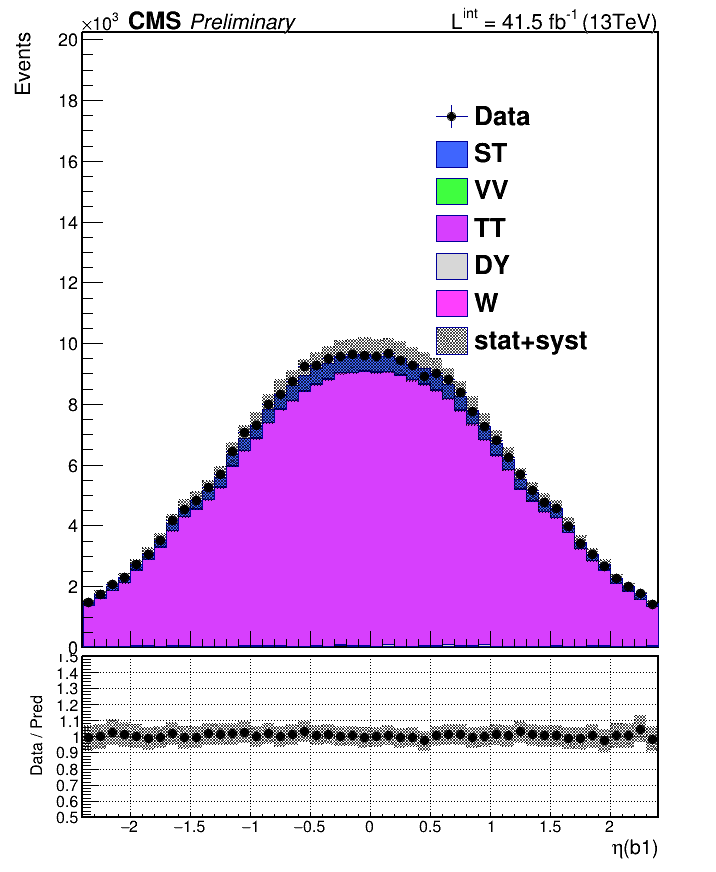 ×10³ CMS Preliminary L^int = 41.5 fb⁻¹ (13TeV)
Events
20
18
16
14
12
10
8
6
4
2
0
Data
ST
VV
TT
DY
W
stat+syst
Data / Pred
1.5
1.4
1.3
1.2
1.1
1
0.9
0.8
0.7
0.6
0.5
−2 −1.5 −1 −0.5 0 0.5 1 1.5 2
η(b1)